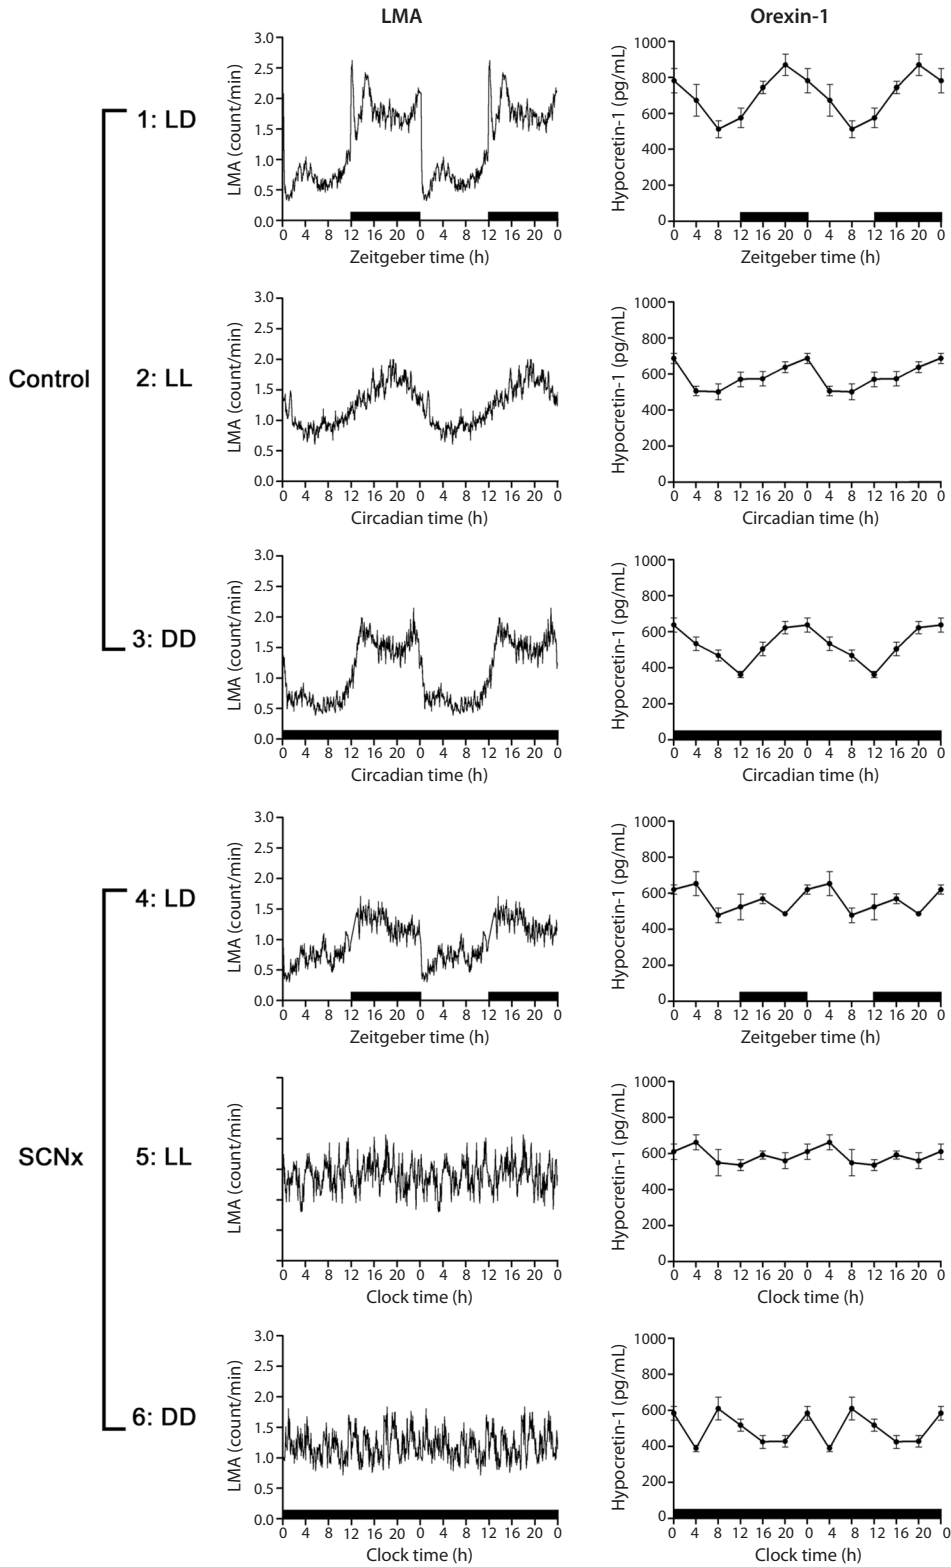 LMA
Orexin-1
Control
1: LD
LMA (count/min)
3.0
2.5
2.0
1.5
1.0
0.5
0.0
0 4 8 12 16 20 0 4 8 12 16 20 0
Zeitgeber time (h)
Hypocretin-1 (pg/mL)
1000
800
600
400
200
0
0 4 8 12 16 20 0 4 8 12 16 20 0
Zeitgeber time (h)
2: LL
LMA (count/min)
3.0
2.5
2.0
1.5
1.0
0.5
0.0
0 4 8 12 16 20 0 4 8 12 16 20 0
Circadian time (h)
Hypocretin-1 (pg/mL)
1000
800
600
400
200
0
0 4 8 12 16 20 0 4 8 12 16 20 0
Circadian time (h)
3: DD
LMA (count/min)
3.0
2.5
2.0
1.5
1.0
0.5
0.0
0 4 8 12 16 20 0 4 8 12 16 20 0
Circadian time (h)
Hypocretin-1 (pg/mL)
1000
800
600
400
200
0
0 4 8 12 16 20 0 4 8 12 16 20 0
Circadian time (h)
SCNx
4: LD
LMA (count/min)
3.0
2.5
2.0
1.5
1.0
0.5
0.0
0 4 8 12 16 20 0 4 8 12 16 20 0
Zeitgeber time (h)
Hypocretin-1 (pg/mL)
1000
800
600
400
200
0
0 4 8 12 16 20 0 4 8 12 16 20 0
Zeitgeber time (h)
5: LL
LMA (count/min)
0 4 8 12 16 20 0 4 8 12 16 20 0
Clock time (h)
Hypocretin-1 (pg/mL)
1000
800
600
400
200
0
0 4 8 12 16 20 0 4 8 12 16 20 0
Clock time (h)
6: DD
LMA (count/min)
3.0
2.5
2.0
1.5
1.0
0.5
0.0
0 4 8 12 16 20 0 4 8 12 16 20 0
Clock time (h)
Hypocretin-1 (pg/mL)
1000
800
600
400
200
0
0 4 8 12 16 20 0 4 8 12 16 20 0
Clock time (h)